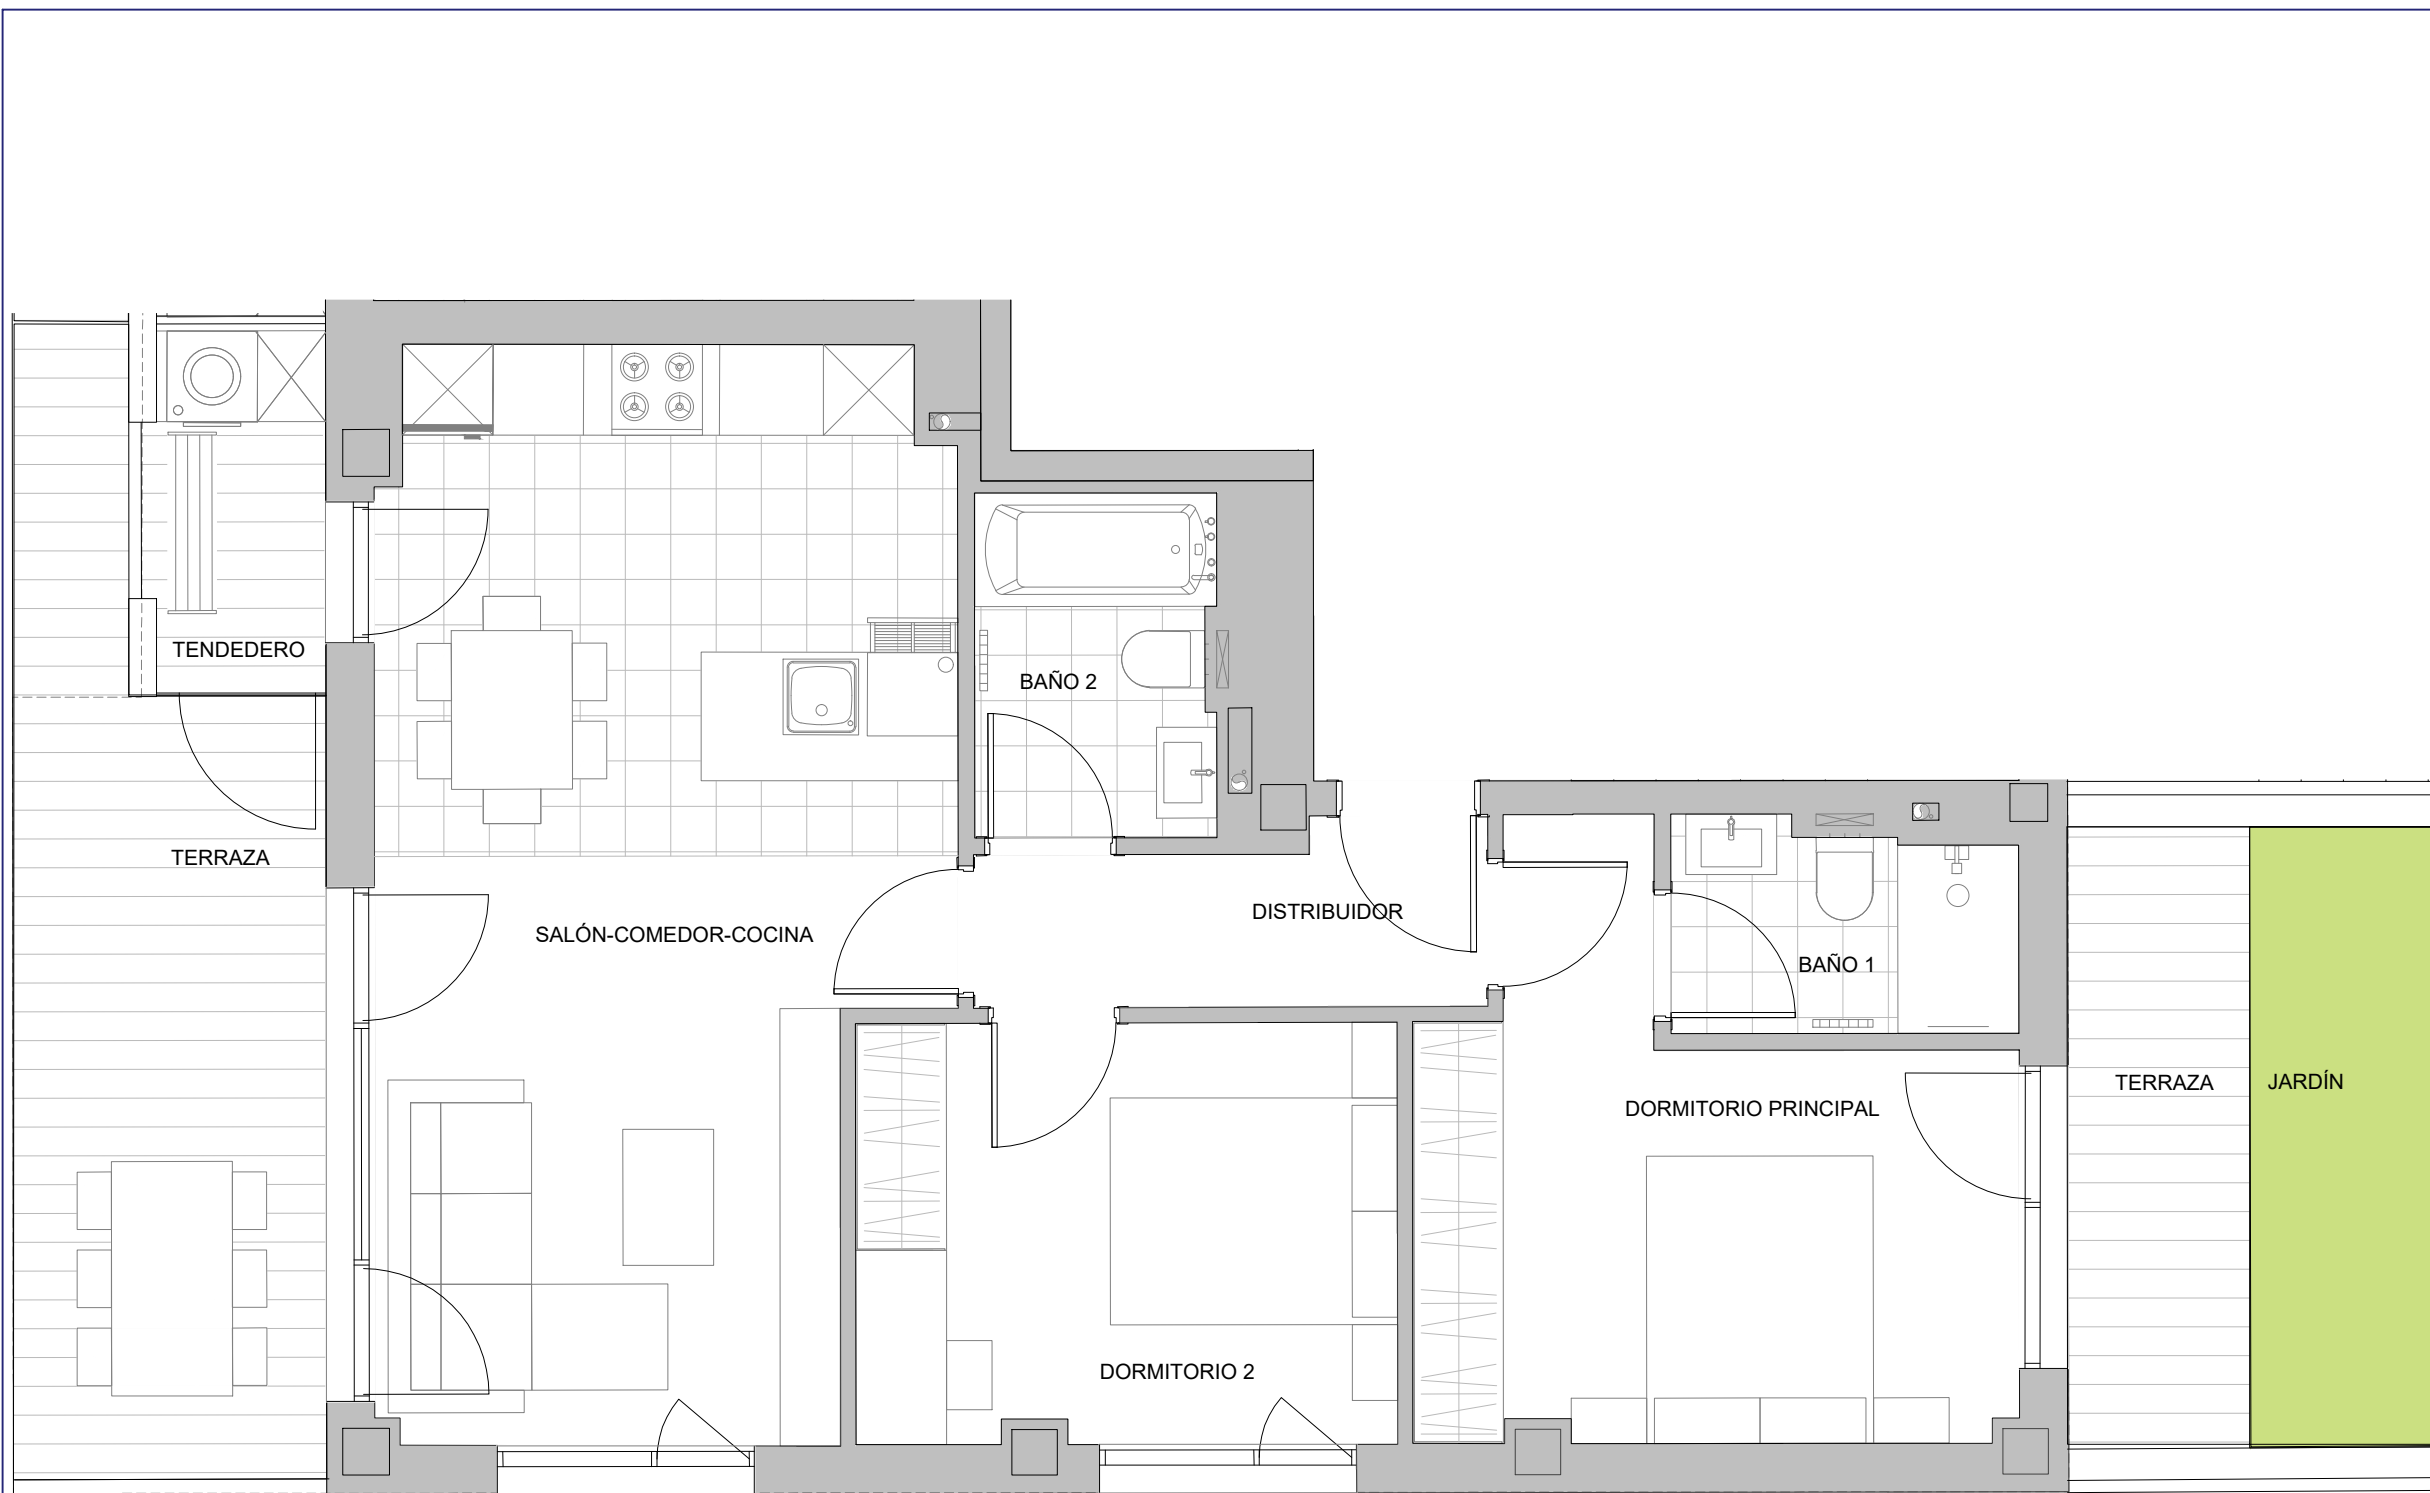 TENDEDERO
BAÑO 2
TERRAZA
SALÓN-COMEDOR-COCINA
DISTRIBUIDOR
BAÑO 1
TERRAZA
JARDÍN
DORMITORIO PRINCIPAL
DORMITORIO 2